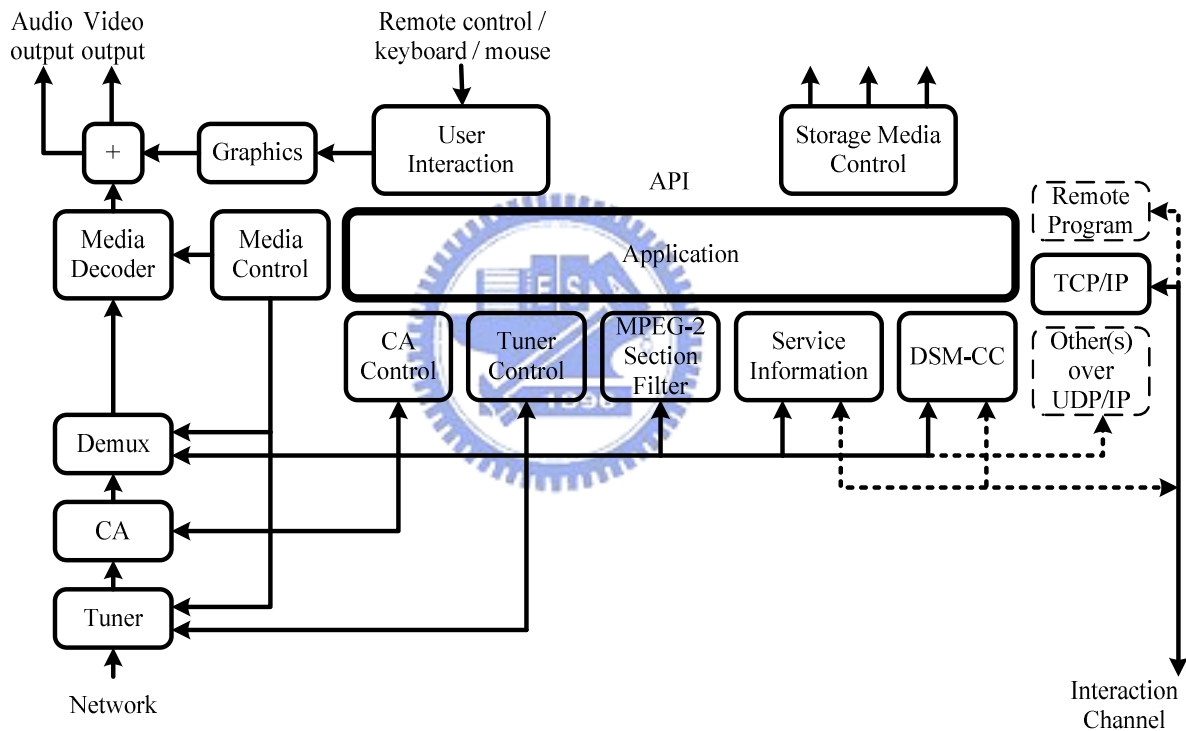 Audio Video
output output
Remote control /
keyboard / mouse
+
Graphics
User
Interaction
Storage Media
Control
API
Remote
Program
Media
Decoder
Media
Control
Application
TCP/IP
CA
Control
Tuner
Control
MPEG-2
Section
Filter
Service
Information
DSM-CC
Other(s)
over
UDP/IP
1896
Demux
CA
Tuner
Network
Interaction
Channel